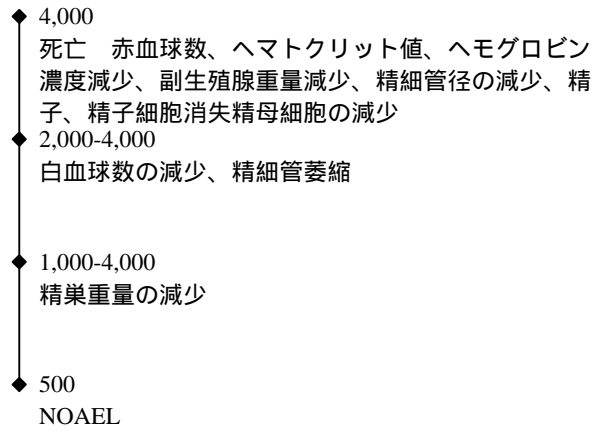 4,000
死亡　赤血球数、ヘマトクリット値、ヘモグロビン
濃度減少、副生殖腺重量減少、精細管径の減少、精
子、精子細胞消失精母細胞の減少
2,000-4,000
白血球数の減少、精細管萎縮
1,000-4,000
精巣重量の減少
500
NOAEL